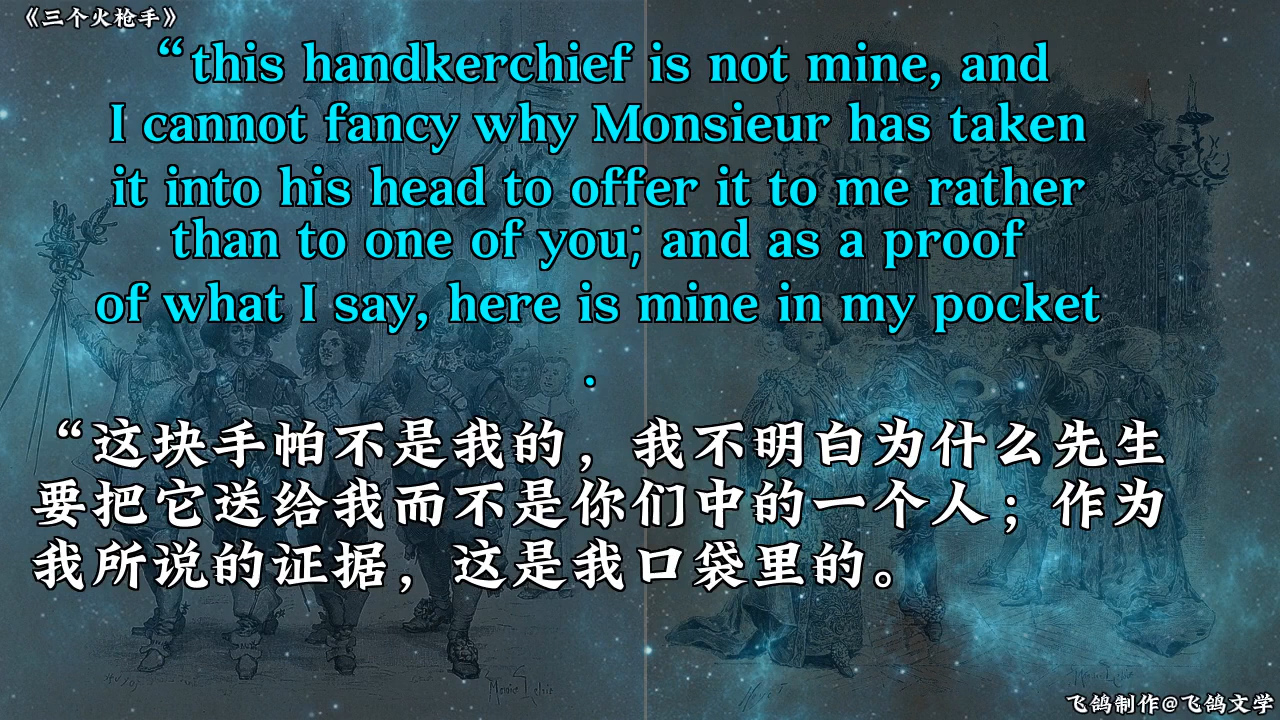 《三个火枪手》
“this handkerchief is not mine, and
I cannot fancy why Monsieur has taken
it into his head to offer it to me rather
than to one of you; and as a proof
of what I say, here is mine in my pocket
.
“这块手帕不是我的，我不明白为什么先生
要把它送给我而不是你们中的一个人；作为
我所说的证据，这是我口袋里的。
飞鸽制作@飞鸽文学